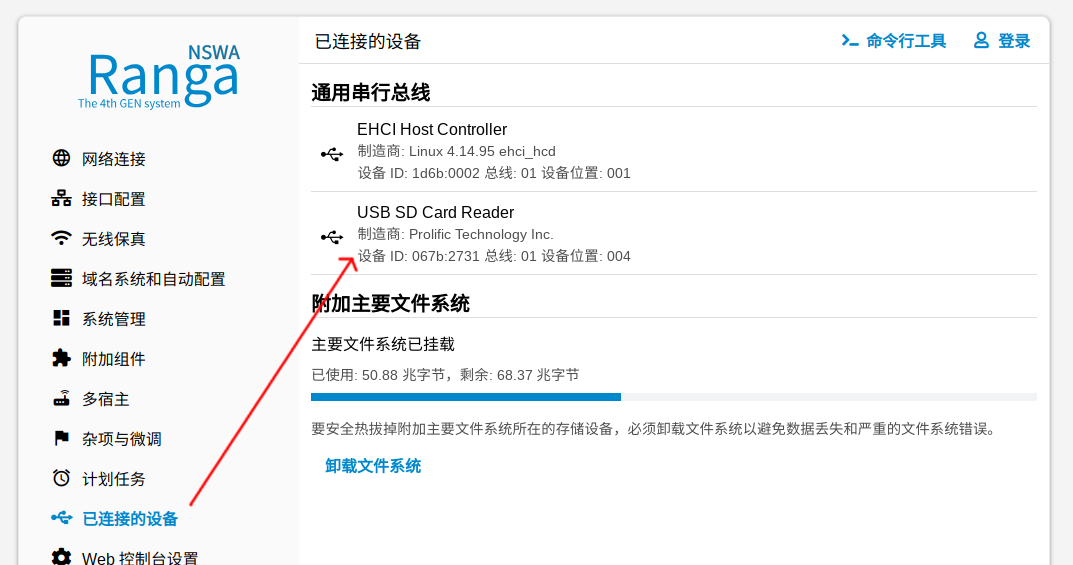 NSWA
Ranga
The 4th GEN system
网络连接
接口配置
无线保真
域名系统和自动配置
系统管理
附加组件
多宿主
杂项与微调
计划任务
已连接的设备
Web 控制台设置
已连接的设备
命令行工具
登录
通用串行总线
EHCI Host Controller
制造商: Linux 4.14.95 ehci_hcd
设备 ID: 1d6b:0002 总线: 01 设备位置: 001
USB SD Card Reader
制造商: Prolific Technology Inc.
设备 ID: 067b:2731 总线: 01 设备位置: 004
附加主要文件系统
主要文件系统已挂载
已使用: 50.88 兆字节，剩余: 68.37 兆字节
要安全热拔掉附加主要文件系统所在的存储设备，必须卸载文件系统以避免数据丢失和严重的文件系统错误。
卸载文件系统